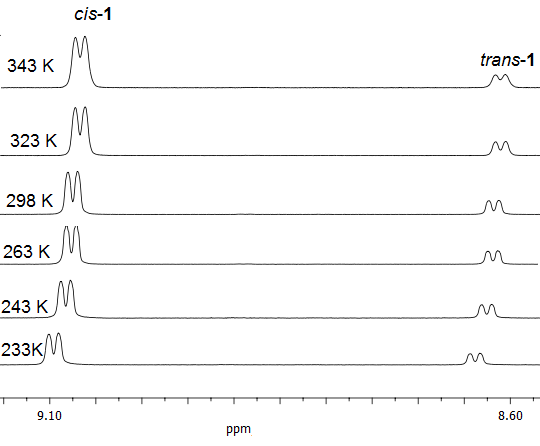 cis-1
trans-1
343 K
323 K
298 K
263 K
243 K
233K
9.10 8.60
ppm